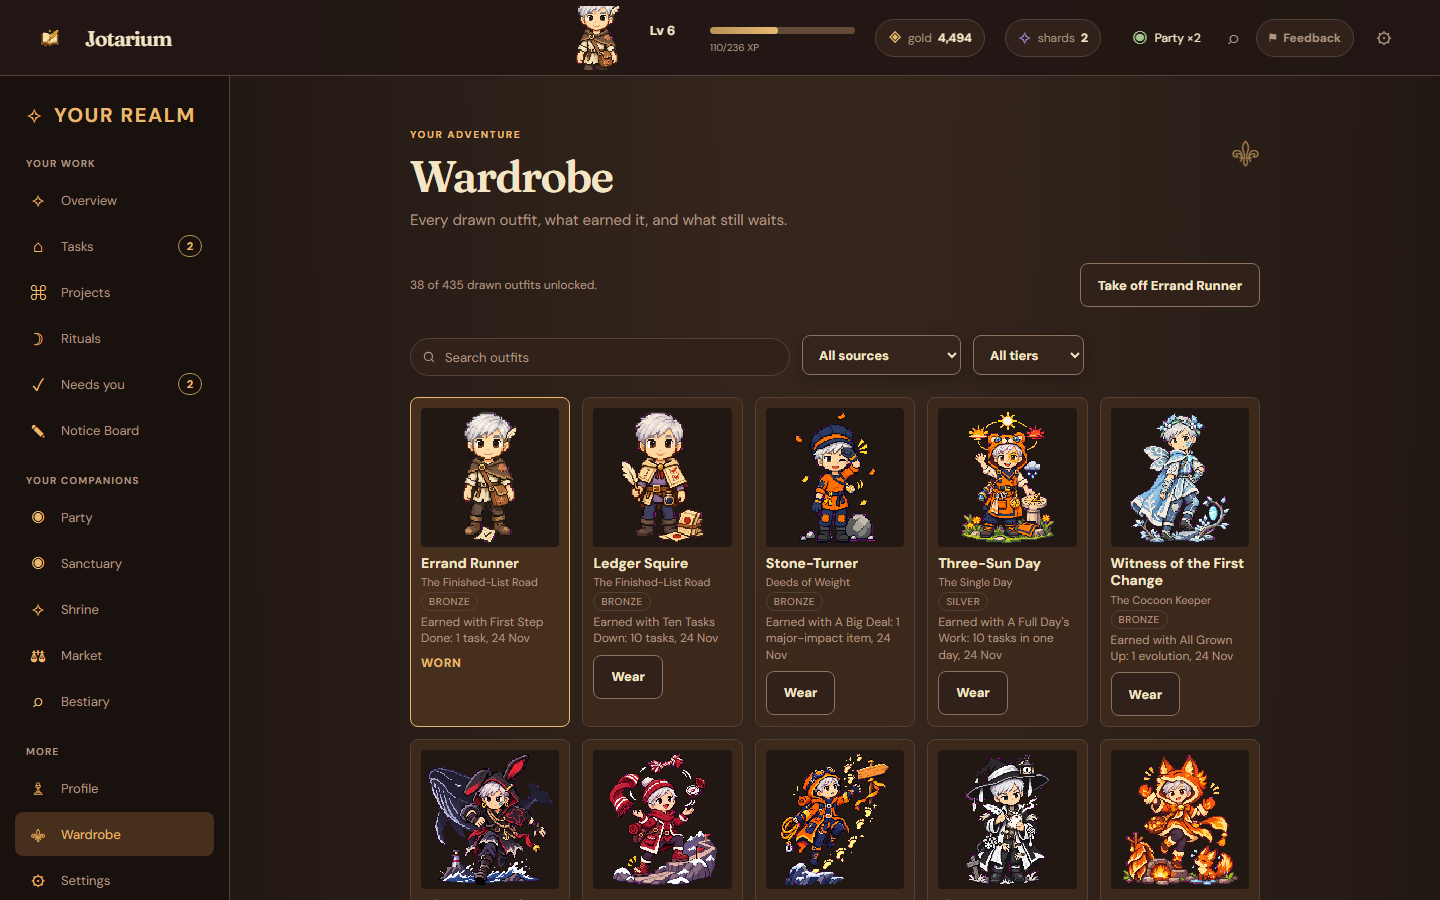 Jotarium
Lv 6
110/236 XP
gold 4,494
shards 2
Party ×2
Feedback
YOUR REALM
YOUR WORK
Overview
Tasks 2
Projects
Rituals
Needs you 2
Notice Board
YOUR COMPANIONS
Party
Sanctuary
Shrine
Market
Bestiary
MORE
Profile
Wardrobe
Settings
YOUR ADVENTURE
Wardrobe
Every drawn outfit, what earned it, and what still waits.
38 of 435 drawn outfits unlocked.
Take off Errand Runner
Search outfits
All sources
All tiers
Errand Runner
The Finished-List Road
BRONZE
Earned with First Step
Done: 1 task, 24 Nov
WORN
Ledger Squire
The Finished-List Road
BRONZE
Earned with Ten Tasks
Down: 10 tasks, 24 Nov
Wear
Stone-Turner
Deeds of Weight
BRONZE
Earned with A Big Deal: 1
major-impact item, 24
Nov
Wear
Three-Sun Day
The Single Day
SILVER
Earned with A Full Day's
Work: 10 tasks in one
day, 24 Nov
Wear
Witness of the First
Change
The Cocoon Keeper
BRONZE
Earned with All Grown
Up: 1 evolution, 24 Nov
Wear